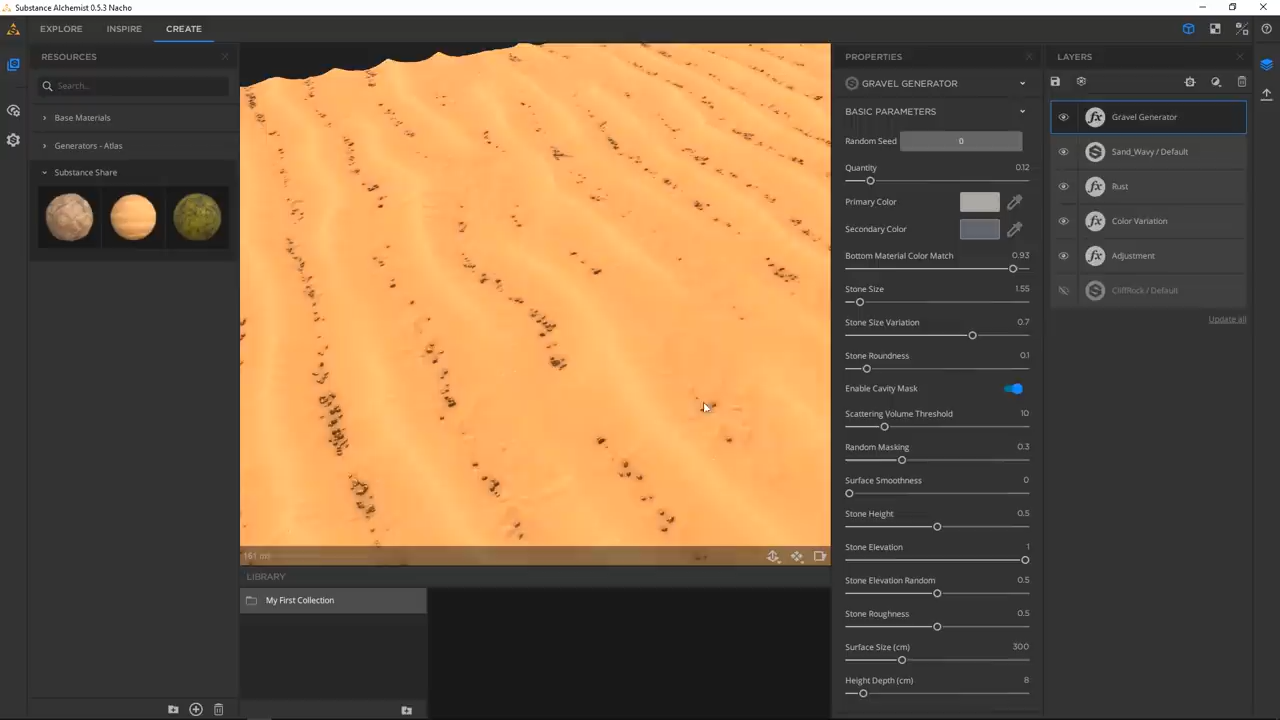 Substance Alchemist 0.5.3 Nacho
EXPLORE
INSPIRE
CREATE
RESOURCES
Search...
Base Materials
Generators - Atlas
Substance Share
161 m)
LIBRARY
My First Collection
PROPERTIES
GRAVEL GENERATOR
BASIC PARAMETERS
Random Seed 0
Quantity 0.12
Primary Color
Secondary Color
Bottom Material Color Match 0.93
Stone Size 1.55
Stone Size Variation 0.7
Stone Roundness 0.1
Enable Cavity Mask
Scattering Volume Threshold 10
Random Masking 0.3
Surface Smoothness 0
Stone Height 0.5
Stone Elevation 1
Stone Elevation Random 0.5
Stone Roughness 0.5
Surface Size (cm) 300
Height Depth (cm) 8
LAYERS
Gravel Generator
Sand_Wavy / Default
Rust
Color Variation
Adjustment
CliffRock / Default
Update all